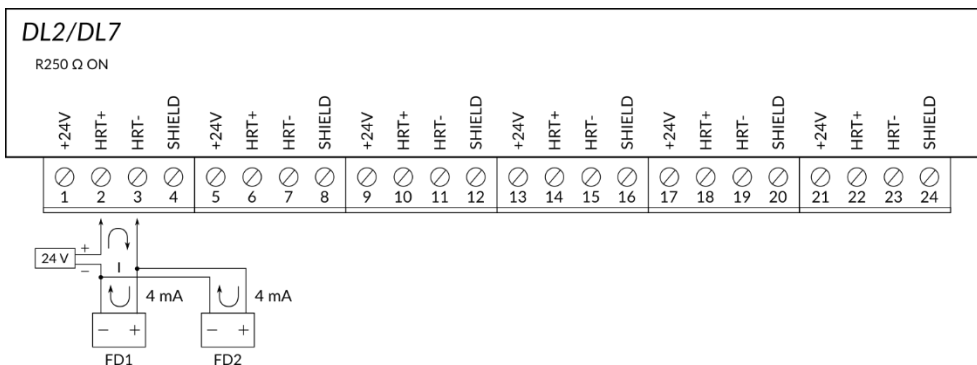 DL2/DL7
R250 Ω ON
+24V HRT+ HRT- SHIELD +24V HRT+ HRT- SHIELD +24V HRT+ HRT- SHIELD +24V HRT+ HRT- SHIELD +24V HRT+ HRT- SHIELD +24V HRT+ HRT- SHIELD
1 2 3 4 5 6 7 8 9 10 11 12 13 14 15 16 17 18 19 20 21 22 23 24
+
24 V
− I
4 mA 4 mA
− + − +
FD1 FD2